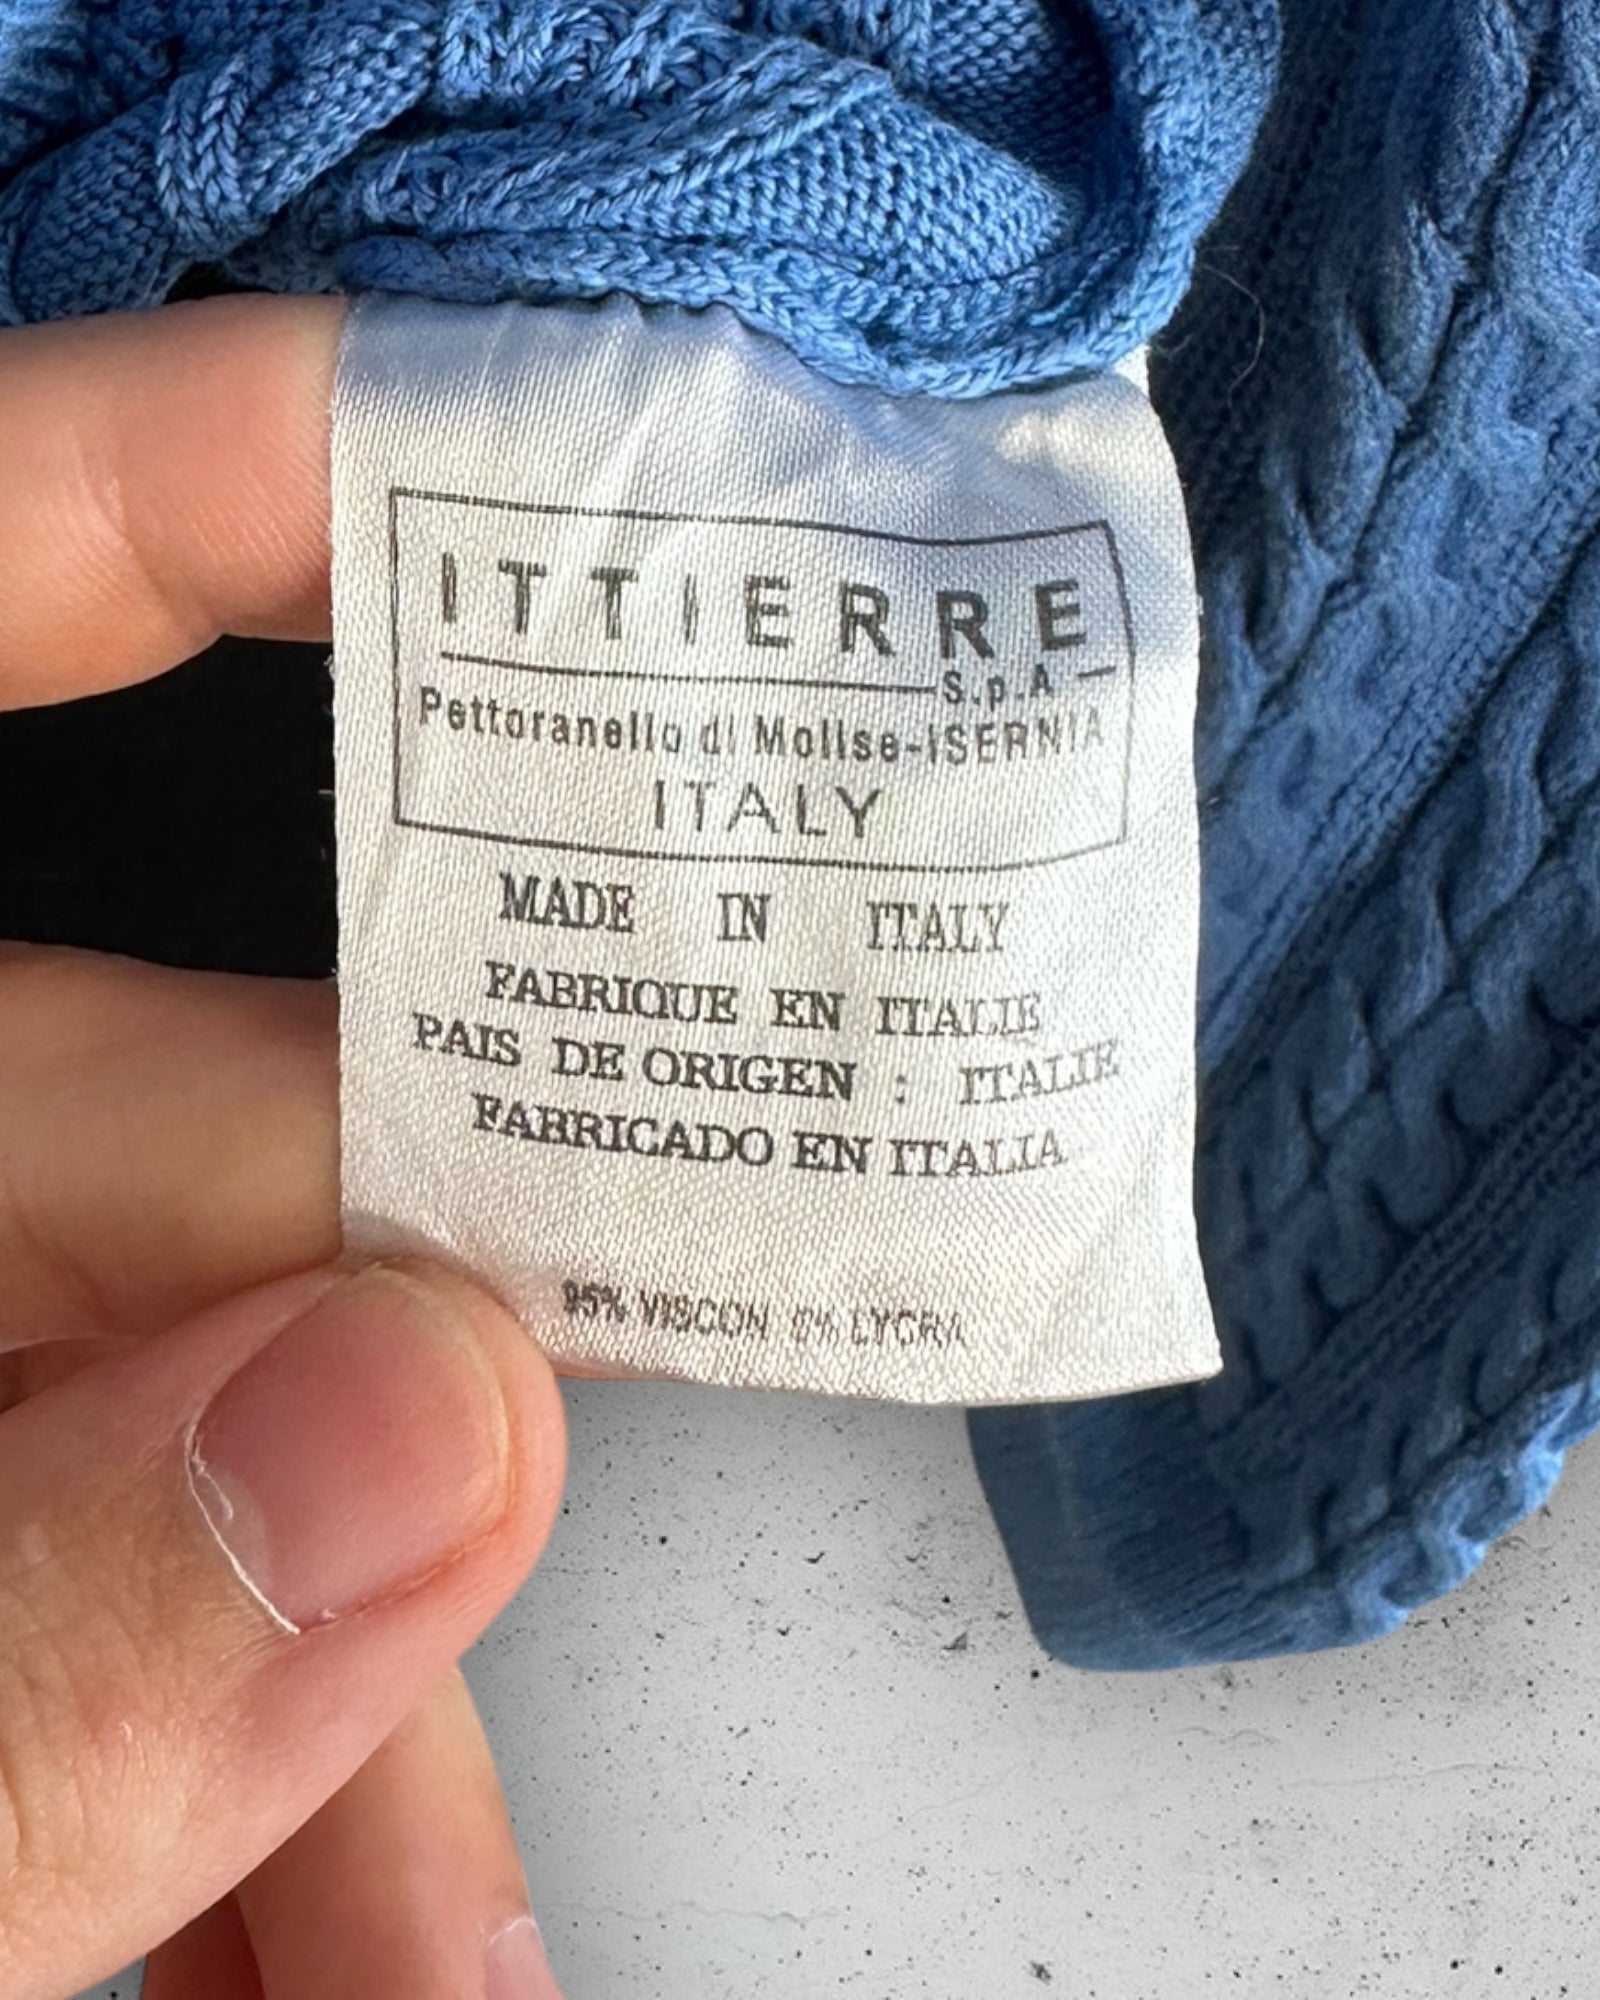 ITTIERRE
S.p.A
Pettoranello di Molise-ISERNIA
ITALY
MADE IN ITALY
FABRIQUE EN ITALIE
PAIS DE ORIGEN : ITALIE
FABRICADO EN ITALIA
95% VISCON LYCRA